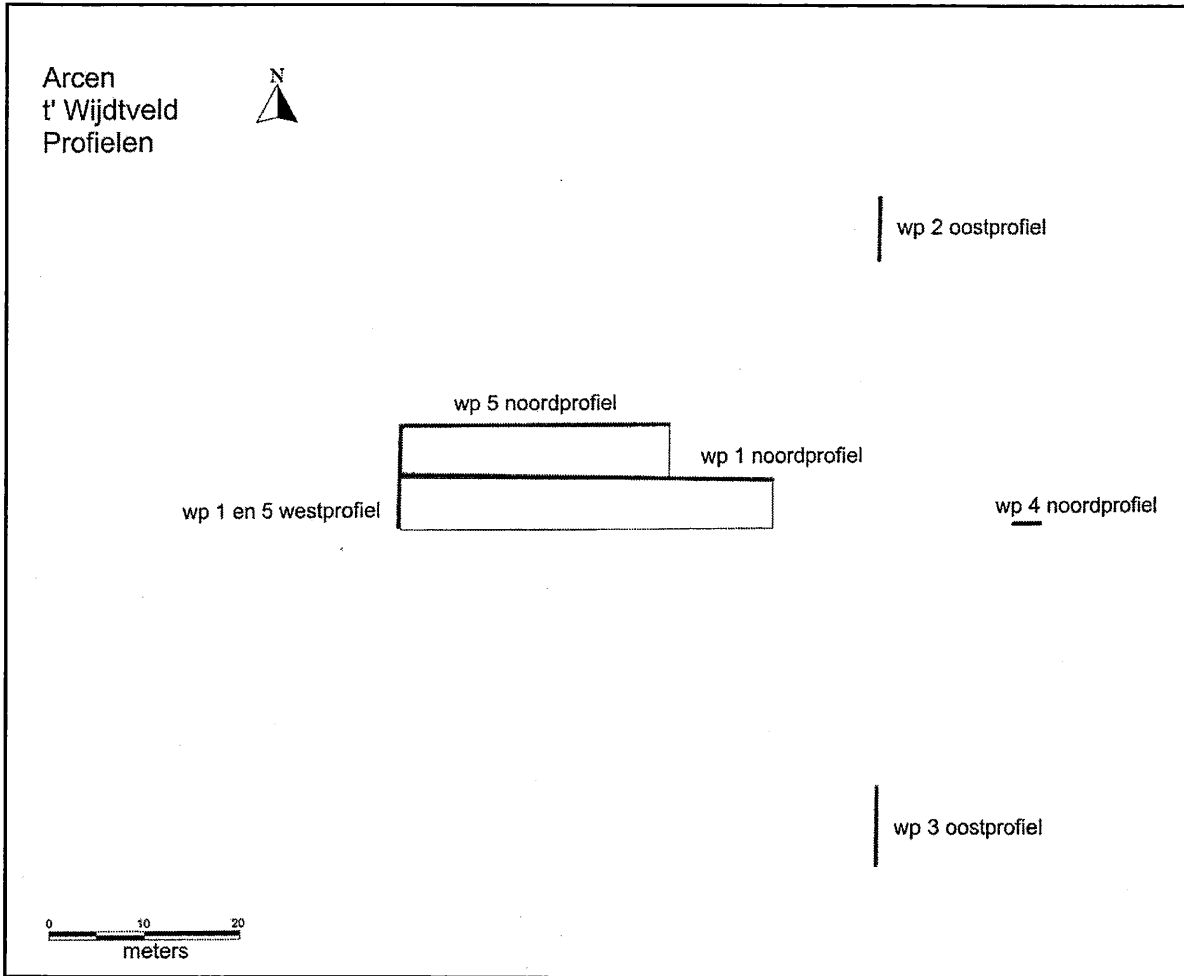 Arcen
t' Wijdtveld
Profielen
N
wp 2 oostprofiel
wp 5 noordprofiel
wp 1 noordprofiel
wp 1 en 5 westprofiel
wp 4 noordprofiel
wp 3 oostprofiel
0 10 20
meters